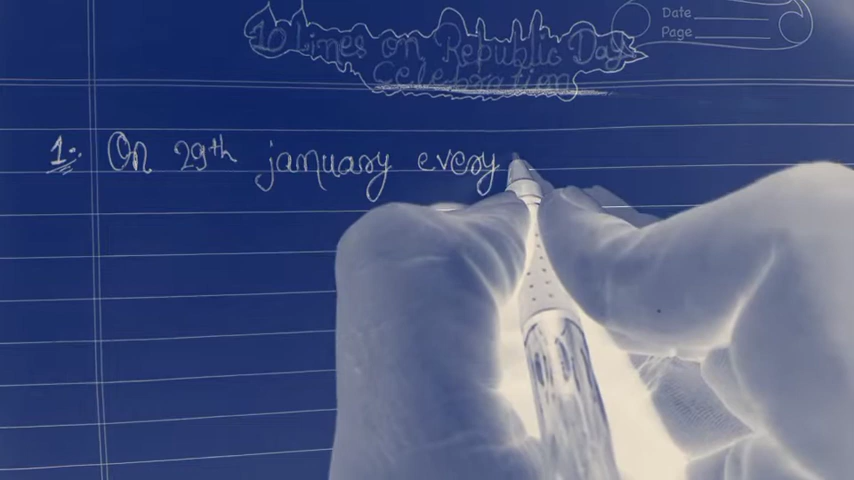 10 Lines on Republic Day
Celebration
Date
Page
1. On 29th january every